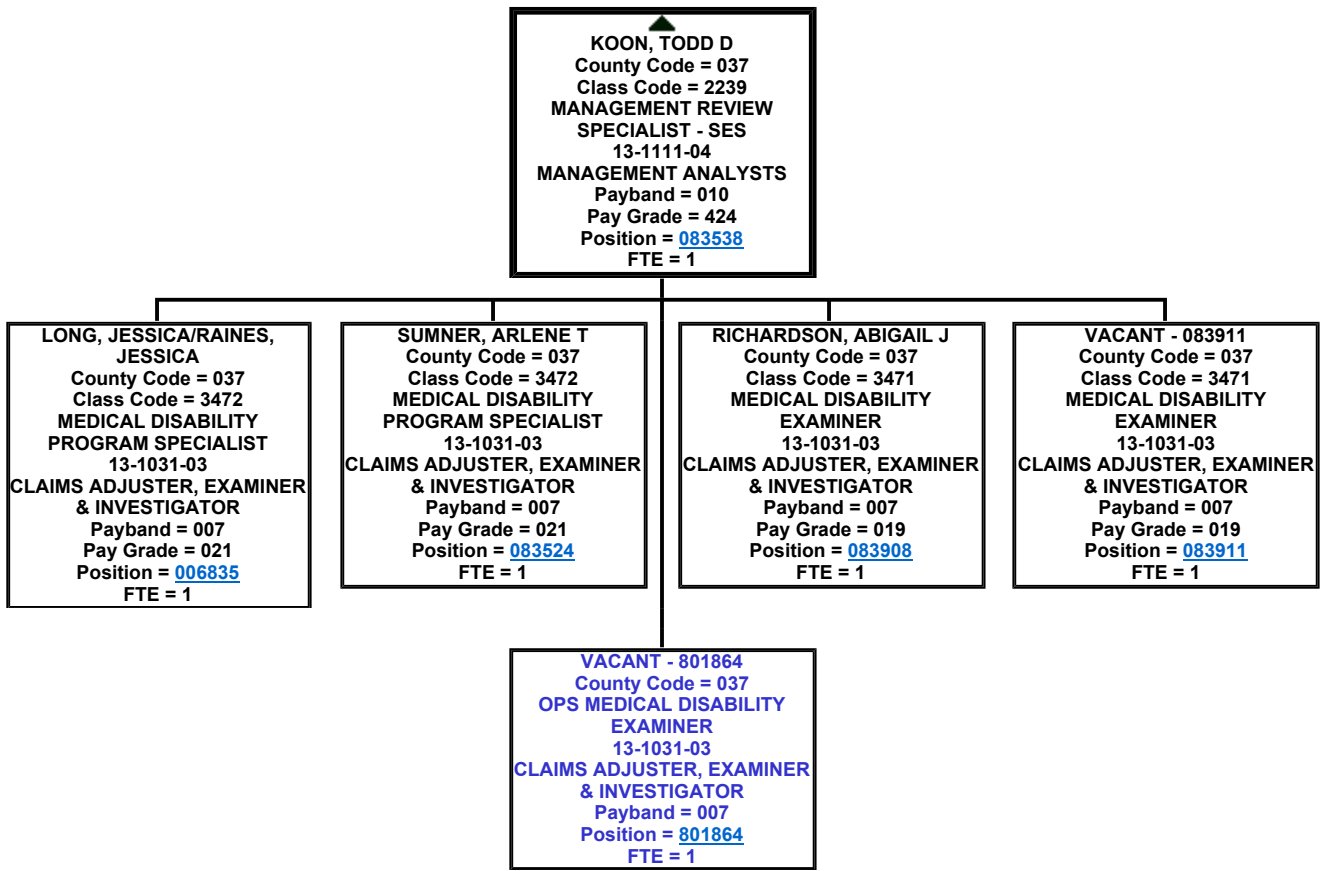 KOON, TODD D
County Code = 037
Class Code = 2239
MANAGEMENT REVIEW
SPECIALIST - SES
13-1111-04
MANAGEMENT ANALYSTS
Payband = 010
Pay Grade = 424
Position = 083538
FTE = 1
LONG, JESSICA/RAINES,
JESSICA
County Code = 037
Class Code = 3472
MEDICAL DISABILITY
PROGRAM SPECIALIST
13-1031-03
CLAIMS ADJUSTER, EXAMINER
& INVESTIGATOR
Payband = 007
Pay Grade = 021
Position = 006835
FTE = 1
SUMNER, ARLENE T
County Code = 037
Class Code = 3472
MEDICAL DISABILITY
PROGRAM SPECIALIST
13-1031-03
CLAIMS ADJUSTER, EXAMINER
& INVESTIGATOR
Payband = 007
Pay Grade = 021
Position = 083524
FTE = 1
RICHARDSON, ABIGAIL J
County Code = 037
Class Code = 3471
MEDICAL DISABILITY
EXAMINER
13-1031-03
CLAIMS ADJUSTER, EXAMINER
& INVESTIGATOR
Payband = 007
Pay Grade = 019
Position = 083908
FTE = 1
VACANT - 083911
County Code = 037
Class Code = 3471
MEDICAL DISABILITY
EXAMINER
13-1031-03
CLAIMS ADJUSTER, EXAMINER
& INVESTIGATOR
Payband = 007
Pay Grade = 019
Position = 083911
FTE = 1
VACANT - 801864
County Code = 037
OPS MEDICAL DISABILITY
EXAMINER
13-1031-03
CLAIMS ADJUSTER, EXAMINER
& INVESTIGATOR
Payband = 007
Position = 801864
FTE = 1